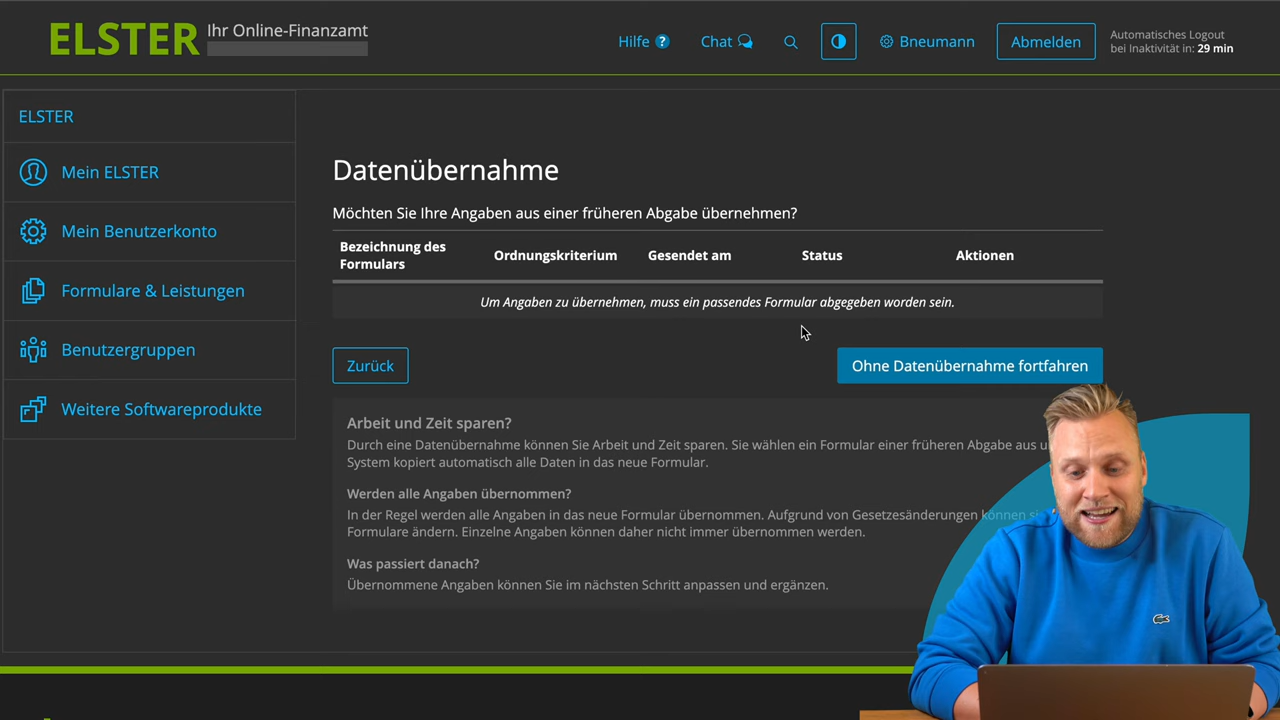 ELSTER
Ihr Online-Finanzamt
Hilfe ?
Chat
Bneumann
Abmelden
Automatisches Logout
bei Inaktivität in: 29 min
ELSTER
Mein ELSTER
Mein Benutzerkonto
Formulare & Leistungen
Benutzergruppen
Weitere Softwareprodukte
Datenübernahme
Möchten Sie Ihre Angaben aus einer früheren Abgabe übernehmen?
Bezeichnung des
Formulars
Ordnungskriterium
Gesendet am
Status
Aktionen
Um Angaben zu übernehmen, muss ein passendes Formular abgegeben worden sein.
Zurück
Ohne Datenübernahme fortfahren
Arbeit und Zeit sparen?
Durch eine Datenübernahme können Sie Arbeit und Zeit sparen. Sie wählen ein Formular einer früheren Abgabe aus
System kopiert automatisch alle Daten in das neue Formular.
Werden alle Angaben übernommen?
In der Regel werden alle Angaben in das neue Formular übernommen. Aufgrund von Gesetzesänderungen können
Formulare ändern. Einzelne Angaben können daher nicht immer übernommen werden.
Was passiert danach?
Übernommene Angaben können Sie im nächsten Schritt anpassen und ergänzen.